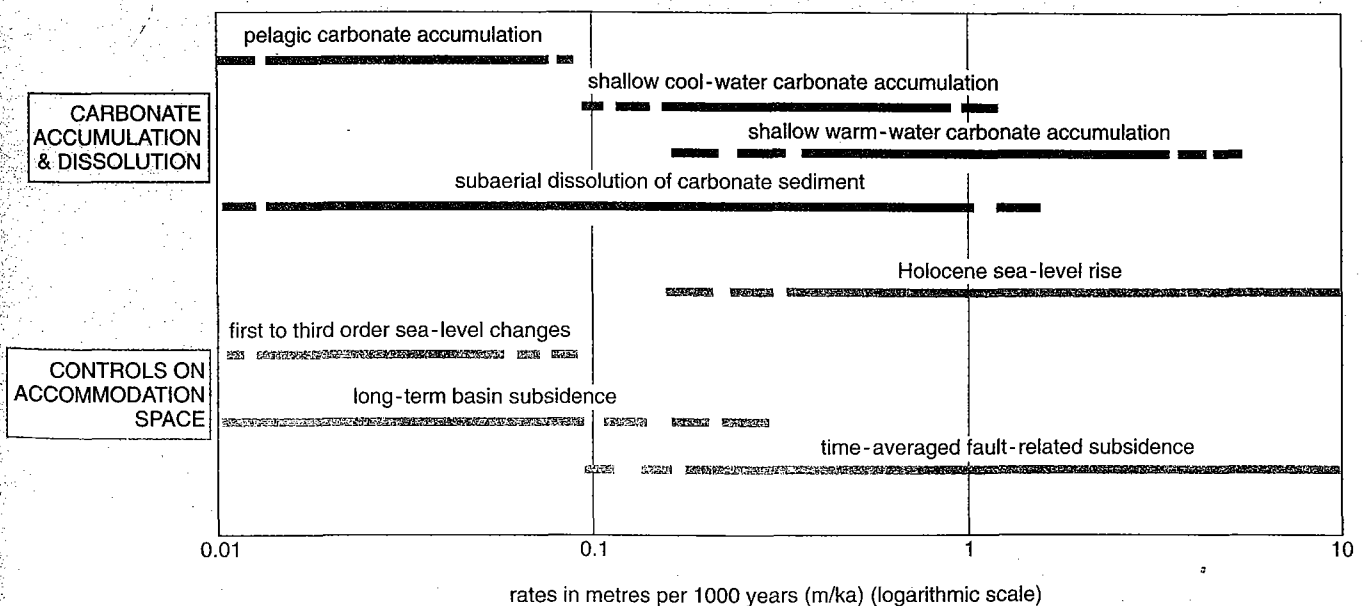 pelagic carbonate accumulation
shallow cool-water carbonate accumulation
CARBONATE
ACCUMULATION
& DISSOLUTION
shallow warm-water carbonate accumulation
subaerial dissolution of carbonate sediment
Holocene sea-level rise
first to third order sea-level changes
CONTROLS ON
ACCOMMODATION
SPACE
long-term basin subsidence
time-averaged fault-related subsidence
0.01 0.1 1 10
rates in metres per 1000 years (m/ka) (logarithmic scale)